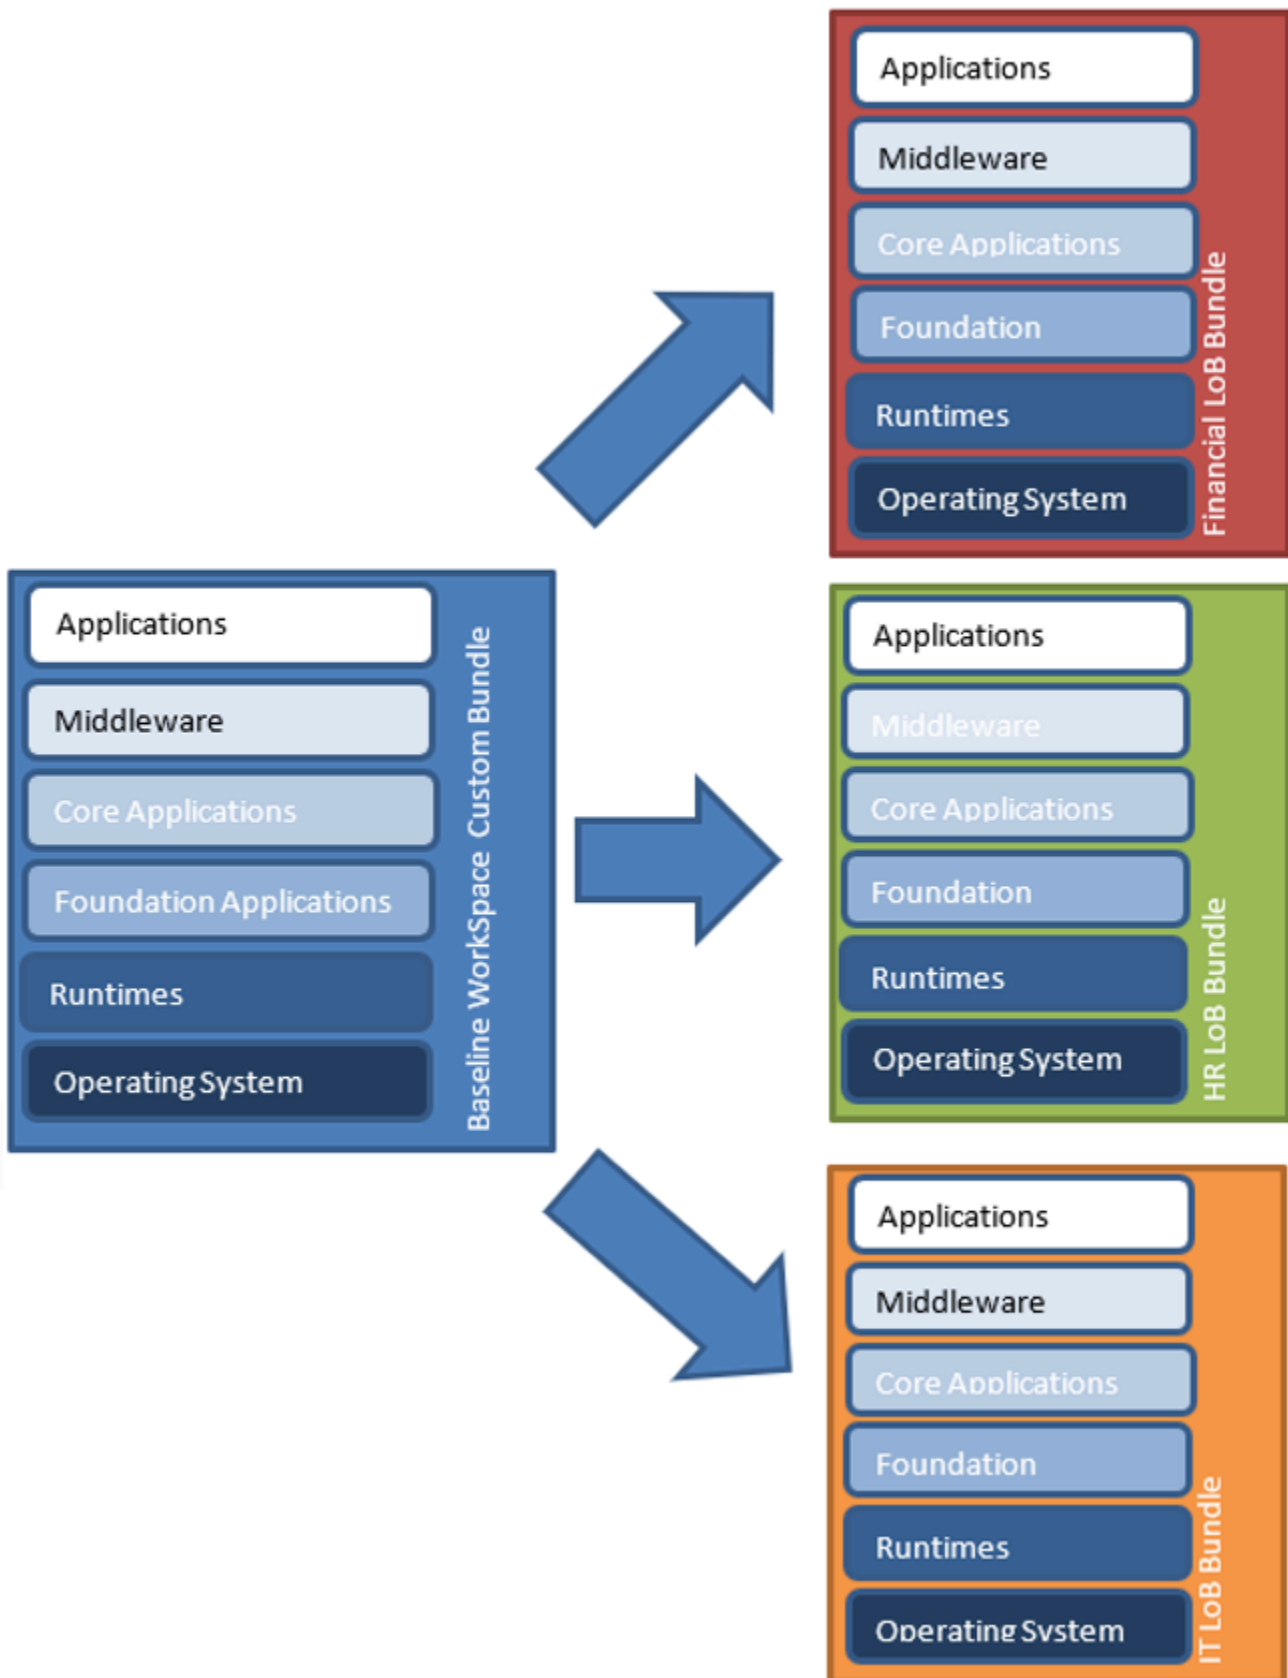 Applications
Middleware
Core Applications
Foundation Applications
Runtimes
Operating System
Baseline WorkSpace Custom Bundle
Applications
Middleware
Core Applications
Foundation
Runtimes
Operating System
Financial LoB Bundle
Applications
Middleware
Core Applications
Foundation
Runtimes
Operating System
HR LoB Bundle
Applications
Middleware
Core Applications
Foundation
Runtimes
Operating System
IT LoB Bundle